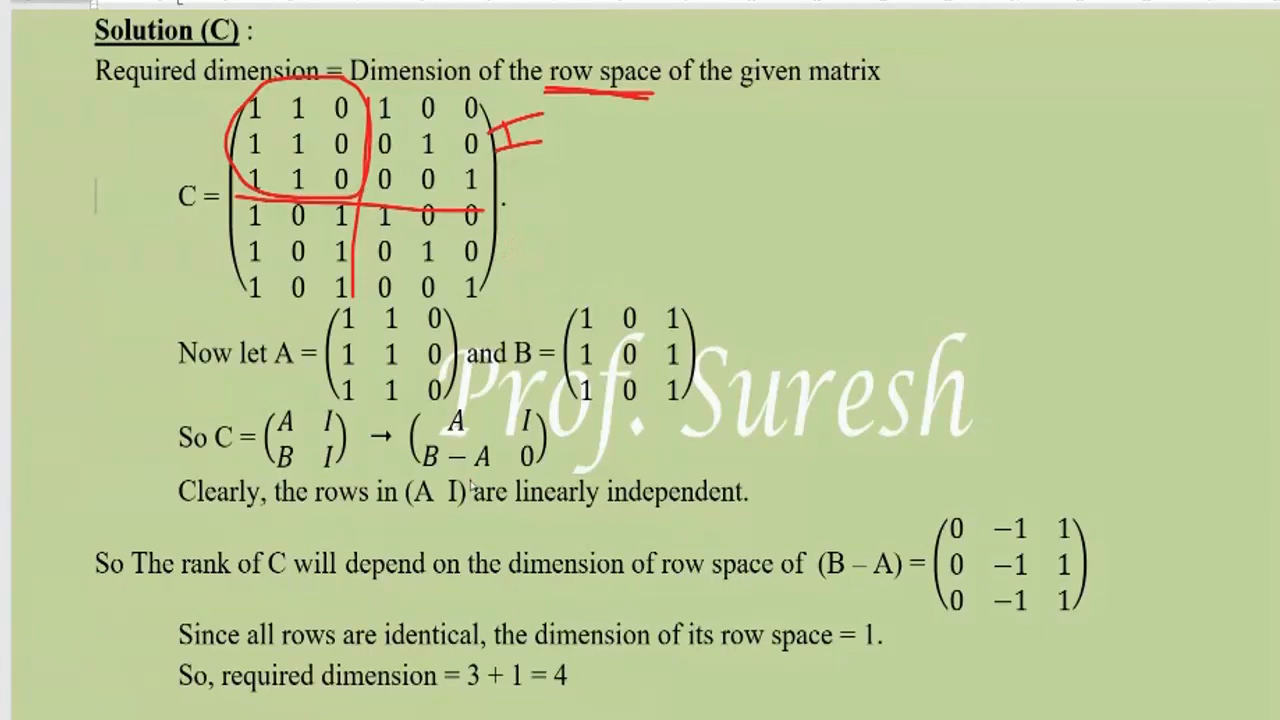 Solution (C) :
Required dimension = Dimension of the row space of the given matrix
1 1 0 1 0 0
1 1 0 0 1 0
1 1 0 0 0 1
C = .
1 0 1 1 0 0
1 0 1 0 1 0
1 0 1 0 0 1
Now let A = (1 1 0 and B = (1 0 1
1 1 0 1 0 1
1 1 0) 1 0 1)
So C = (A I → (A I
B I) B – A 0)
Prof. Suresh
Clearly, the rows in (A I) are linearly independent.
So The rank of C will depend on the dimension of row space of (B – A) = (0 −1 1
0 −1 1
0 −1 1)
Since all rows are identical, the dimension of its row space = 1.
So, required dimension = 3 + 1 = 4